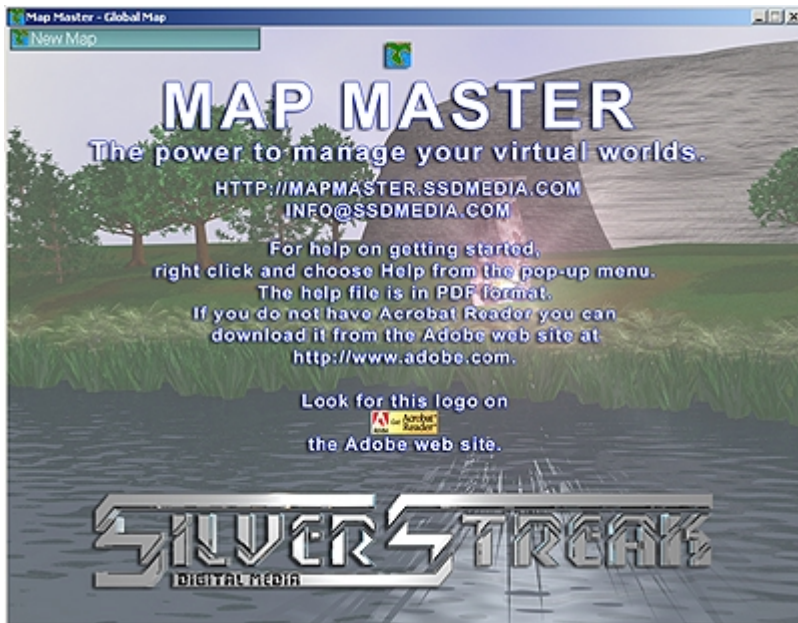 Map Master - Global Map
New Map
MAP MASTER
The power to manage your virtual worlds.
HTTP://MAPMASTER.SSDMEDIA.COM
INFO@SSDMEDIA.COM
For help on getting started,
right click and choose Help from the pop-up menu.
The help file is in PDF format.
If you do not have Acrobat Reader you can
download it from the Adobe web site at
http://www.adobe.com.
Look for this logo on
Adobe Get Acrobat Reader
the Adobe web site.
SILVER STREAK
DIGITAL MEDIA